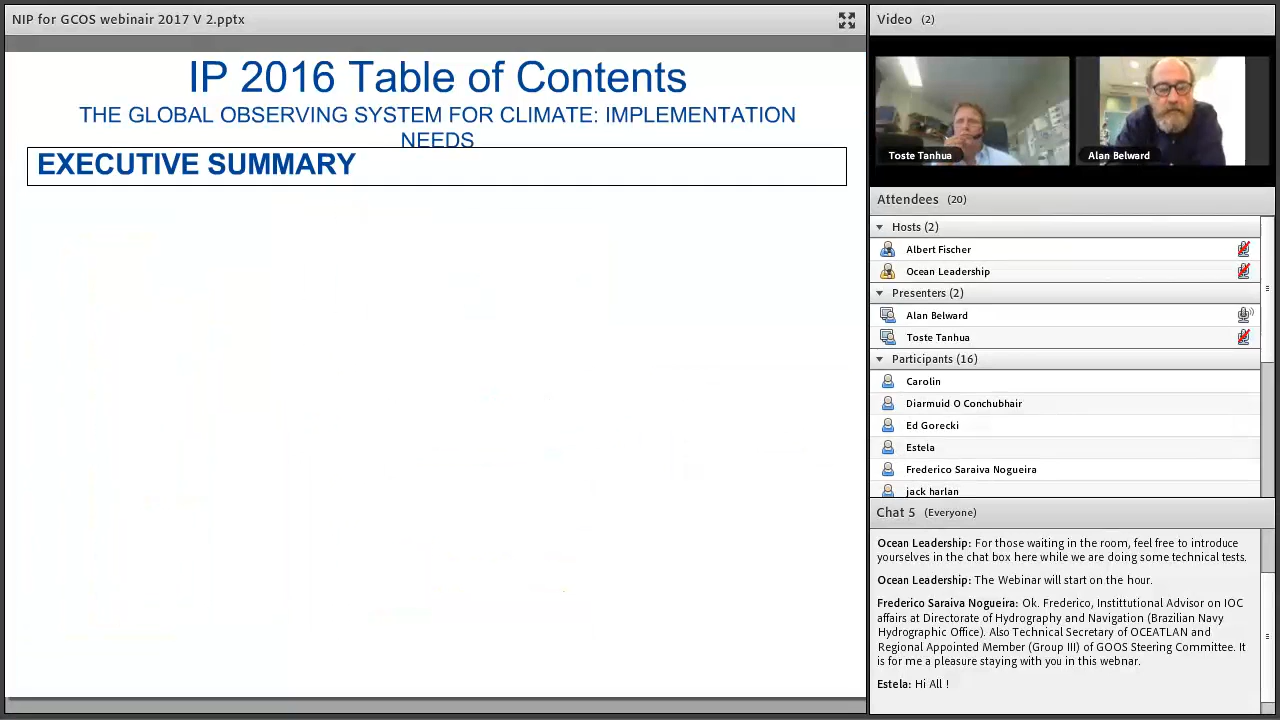 NIP for GCOS webinair 2017 V 2.pptx
IP 2016 Table of Contents
THE GLOBAL OBSERVING SYSTEM FOR CLIMATE: IMPLEMENTATION
NEEDS
EXECUTIVE SUMMARY
Video (2)
Toste Tanhua
Alan Belward
Attendees (20)
Hosts (2)
Albert Fischer
Ocean Leadership
Presenters (2)
Alan Belward
Toste Tanhua
Participants (16)
Carolin
Diarmuid O Conchubhair
Ed Gorecki
Estela
Frederico Saraiva Nogueira
jack harlan
Chat 5 (Everyone)
Ocean Leadership: For those waiting in the room, feel free to introduce
yourselves in the chat box here while we are doing some technical tests.
Ocean Leadership: The Webinar will start on the hour.
Frederico Saraiva Nogueira: Ok. Frederico, Instittutional Advisor on IOC
affairs at Directorate of Hydrography and Navigation (Brazilian Navy
Hydrographic Office). Also Technical Secretary of OCEATLAN and
Regional Appointed Member (Group III) of GOOS Steering Committee. It
is for me a pleasure staying with you in this webnar.
Estela: Hi All !